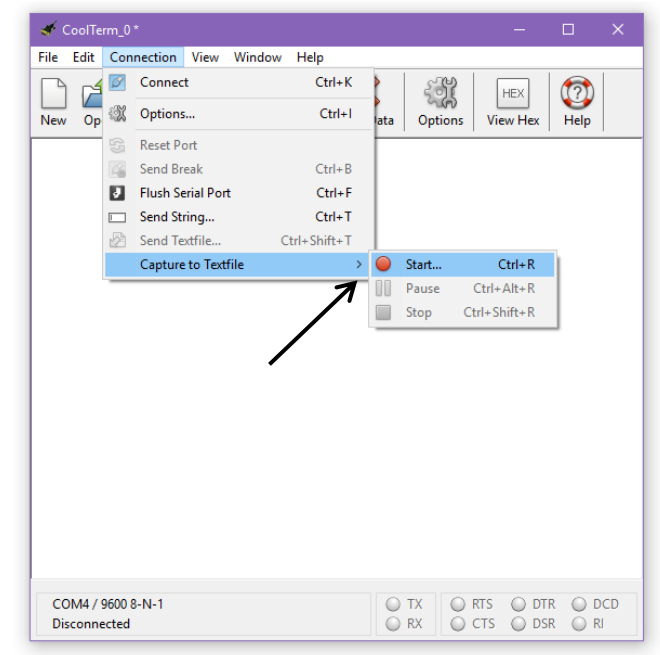 CoolTerm_0 *
File Edit Connection View Window Help
Connect Ctrl+K
Options... Ctrl+I
Reset Port
Send Break Ctrl+B
Flush Serial Port Ctrl+F
Send String... Ctrl+T
Send Textfile... Ctrl+Shift+T
Capture to Textfile >
Start... Ctrl+R
Pause Ctrl+Alt+R
Stop Ctrl+Shift+R
New Op Data Options View Hex Help
HEX
COM4 / 9600 8-N-1
Disconnected
TX RTS DTR DCD
RX CTS DSR RI